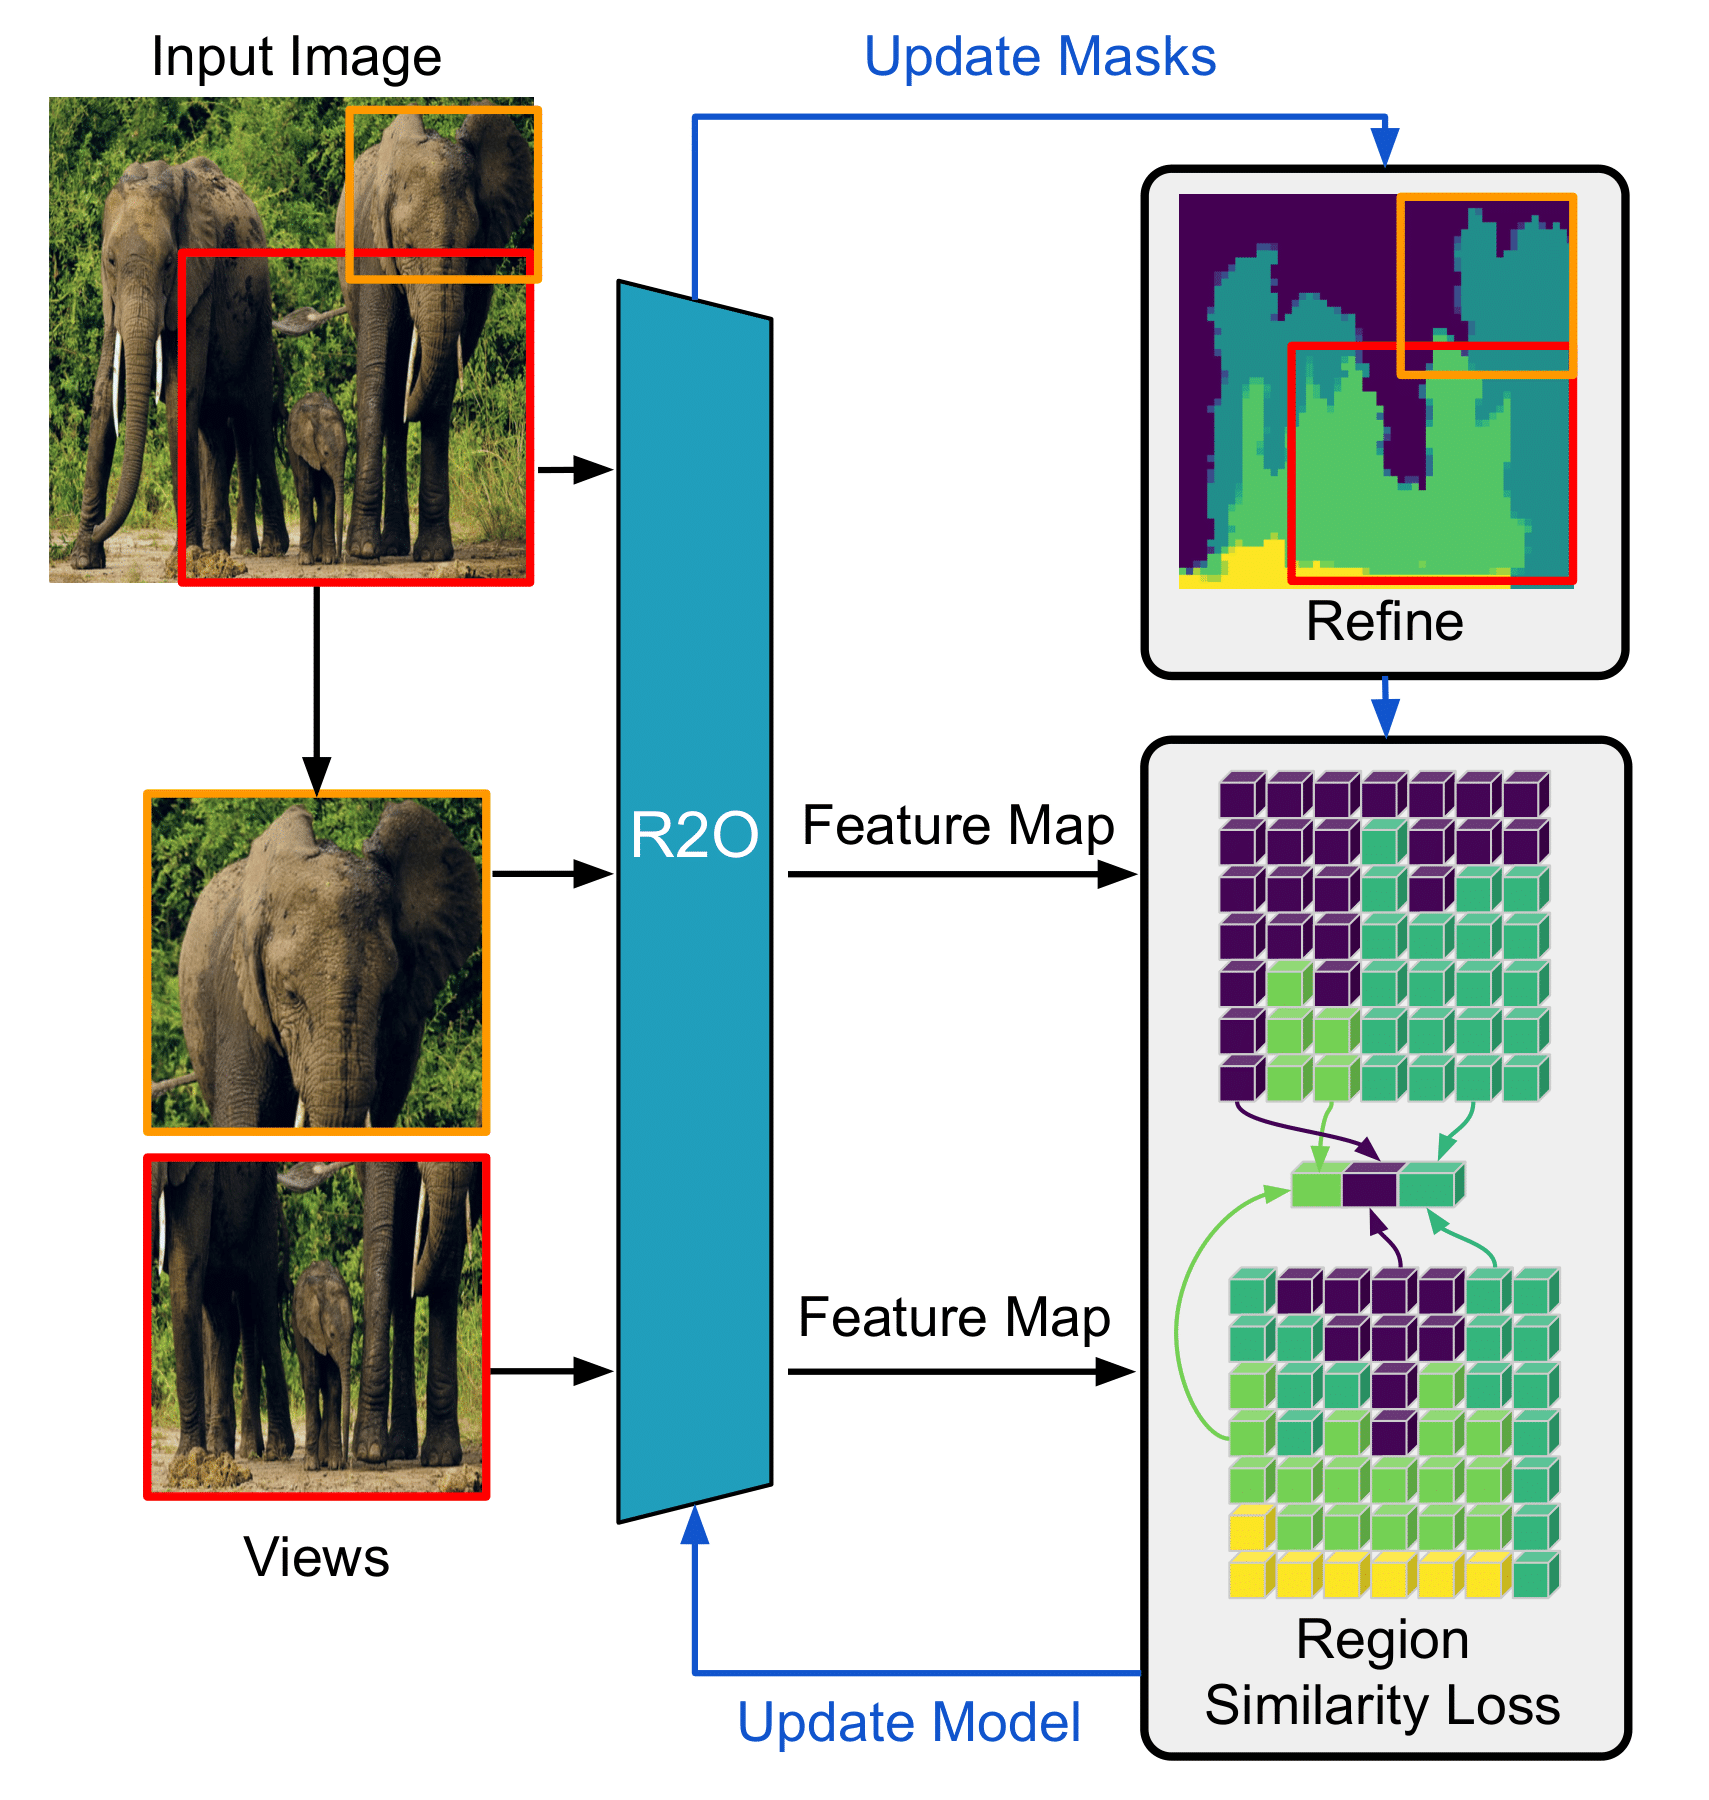 Input Image
Update Masks
Refine
R2O
Feature Map
Feature Map
Views
Region
Similarity Loss
Update Model